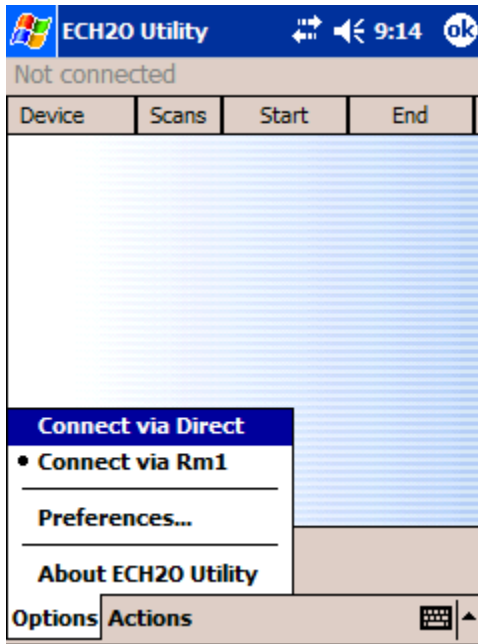 ECH2O Utility 9:14 ok
Not connected
Device Scans Start End
Connect via Direct
Connect via Rm1
Preferences...
About ECH2O Utility
Options Actions